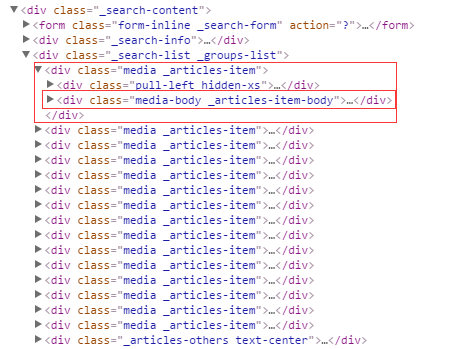 ▼<div class="_search-content">
▶<form class="form-inline _search-form" action="?">…</form>
▶<div class="_search-info">…</div>
▼<div class="_search-list _groups-list">
▼<div class="media _articles-item">
▶<div class="pull-left hidden-xs">…</div>
▶<div class="media-body _articles-item-body">…</div>
</div>
▶<div class="media _articles-item">…</div>
▶<div class="media _articles-item">…</div>
▶<div class="media _articles-item">…</div>
▶<div class="media _articles-item">…</div>
▶<div class="media _articles-item">…</div>
▶<div class="media _articles-item">…</div>
▶<div class="media _articles-item">…</div>
▶<div class="media _articles-item">…</div>
▶<div class="media _articles-item">…</div>
▶<div class="media _articles-item">…</div>
▶<div class="media _articles-item">…</div>
▶<div class="media _articles-item">…</div>
▶<div class="media _articles-item">…</div>
▶<div class="media _articles-item">…</div>
▶<div class="_articles-others text-center">…</div>